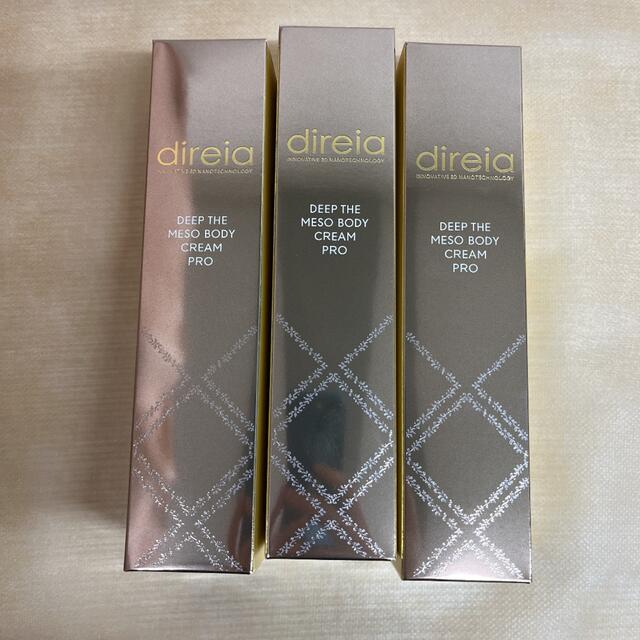 direia
INNOVATIVE 3D NANOTECHNOLOGY
DEEP THE
MESO BODY
CREAM
PRO
direia
INNOVATIVE 3D NANOTECHNOLOGY
DEEP THE
MESO BODY
CREAM
PRO
direia
INNOVATIVE 3D NANOTECHNOLOGY
DEEP THE
MESO BODY
CREAM
PRO